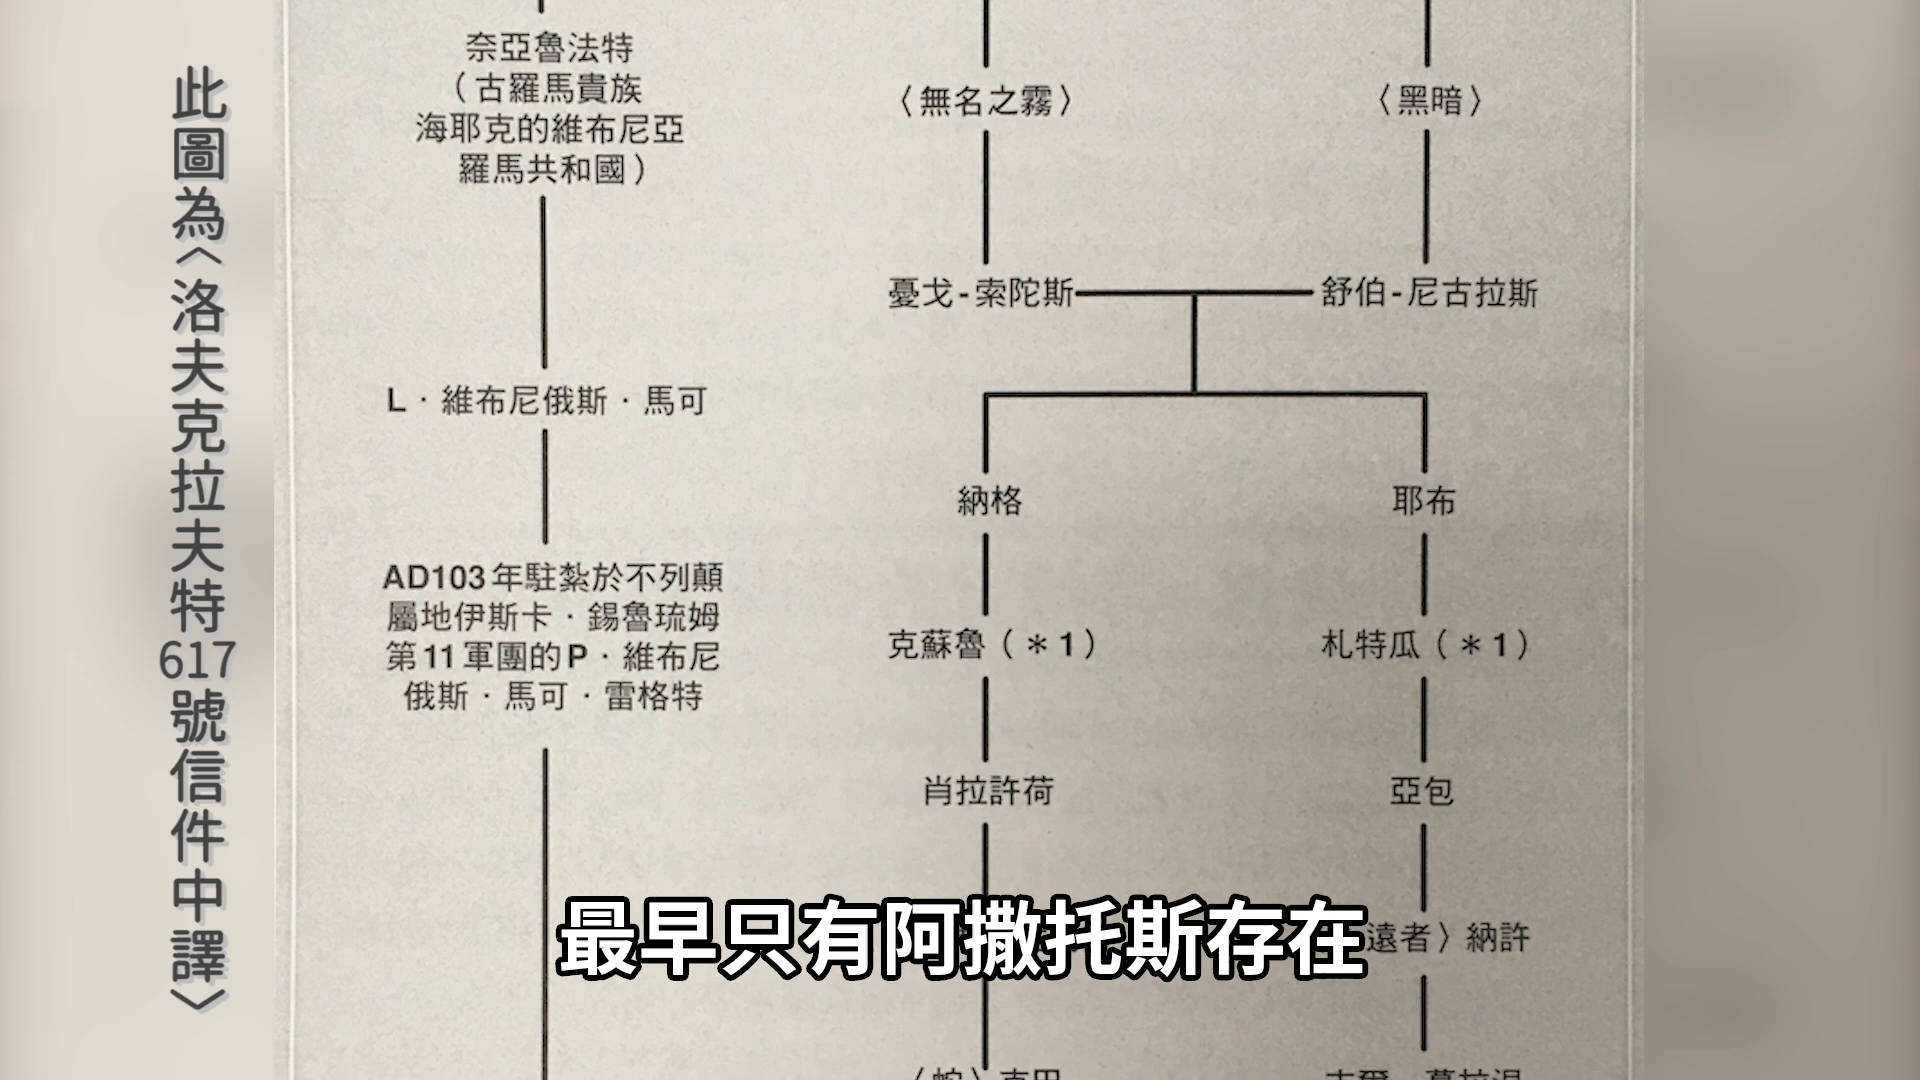 此圖為〈洛夫克拉夫特617號信件中譯〉
奈亞魯法特
（古羅馬貴族
海耶克的維布尼亞
羅馬共和國）
L・維布尼俄斯・馬可
AD103年駐紮於不列顛
屬地伊斯卡・錫魯琉姆
第11軍團的P・維布尼
俄斯・馬可・雷格特
〈無名之霧〉
〈黑暗〉
憂戈-索陀斯
舒伯-尼古拉斯
納格
耶布
克蘇魯（＊1）
札特瓜（＊1）
肖拉許荷
亞包
遠者〉納許
最早只有阿撒托斯存在